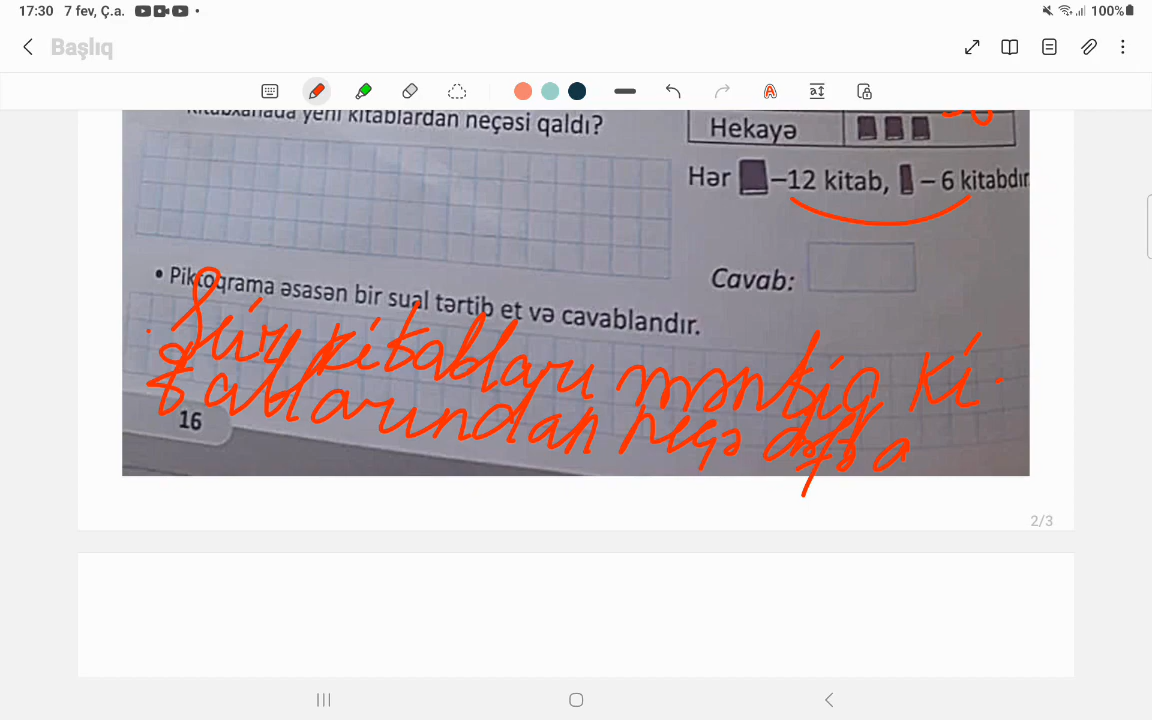 17:30 7 fev, Ç.a. 100%
Başlıq
kitabxanada yeni kitablardan neçəsi qaldı?
Hekayə
Hər –12 kitab, – 6 kitabdır
Cavab:
• Piktoqrama əsasən bir sual tərtib et və cavablandır.
Şeir kitabları məntiq ki
tablarından neçə dəfə a
16
2/3